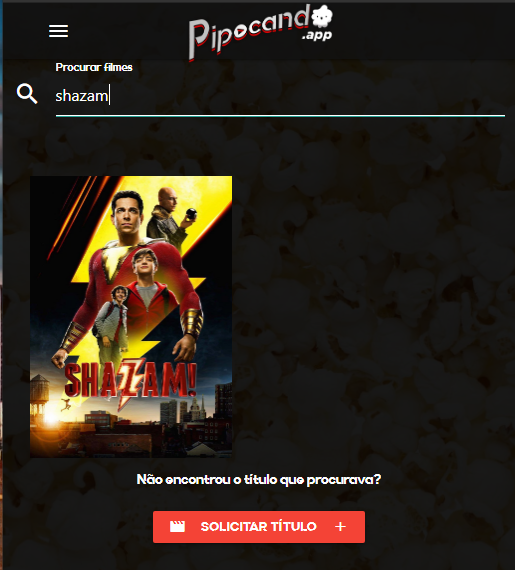 Pipocando
.app
Procurar filmes
shazam
SHAZAM!
Não encontrou o título que procurava?
SOLICITAR TÍTULO +